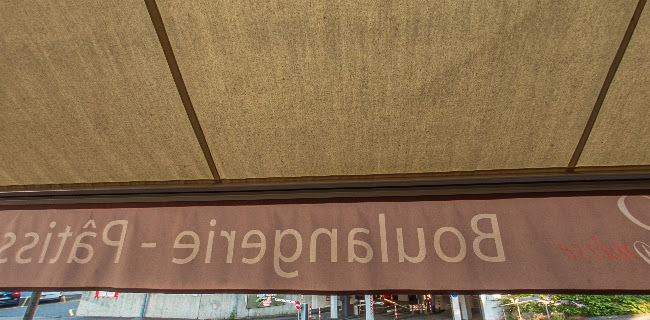 Boulangerie - Pâtiss